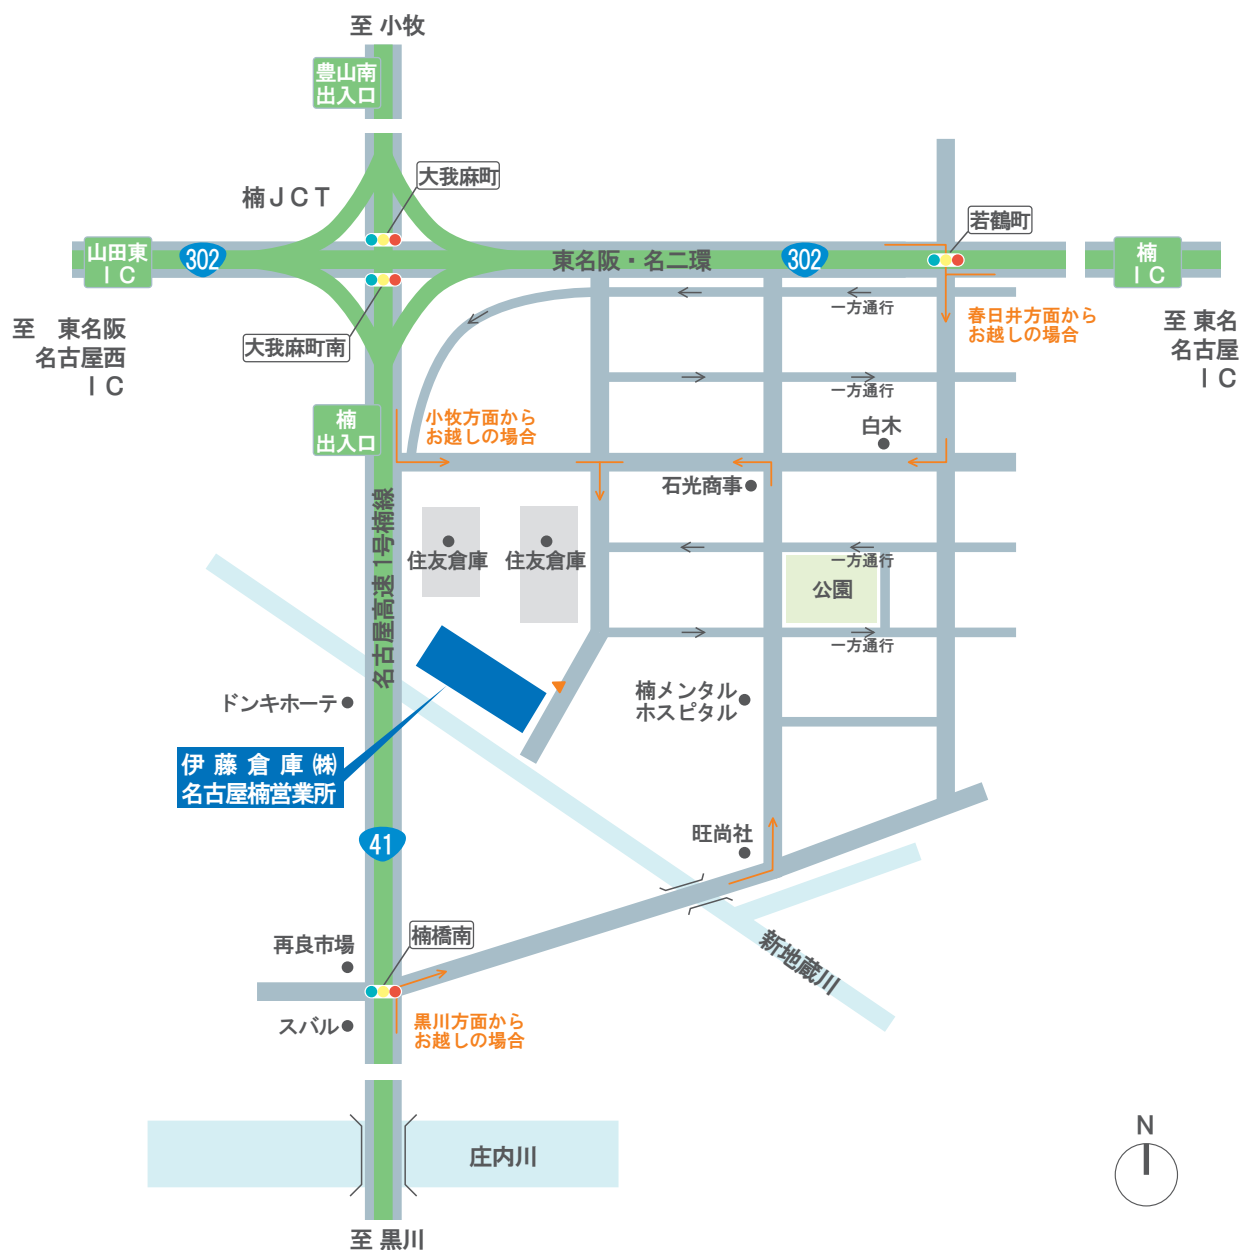 至 小牧
豊山南
出入口
大我麻町
楠JCT
若鶴町
山田東
IC
302
東名阪・名二環
302
楠
IC
一方通行
春日井方面から
お越しの場合
至 東名阪
名古屋西
IC
至 東名
名古屋
IC
大我麻町南
一方通行
楠
出入口
小牧方面から
お越しの場合
白木
石光商事
名古屋高速1号楠線
住友倉庫
住友倉庫
一方通行
公園
一方通行
ドンキホーテ
楠メンタル
ホスピタル
伊藤倉庫㈱
名古屋楠営業所
41
旺尚社
楠橋南
再良市場
新地蔵川
スバル
黒川方面から
お越しの場合
庄内川
N
至 黒川